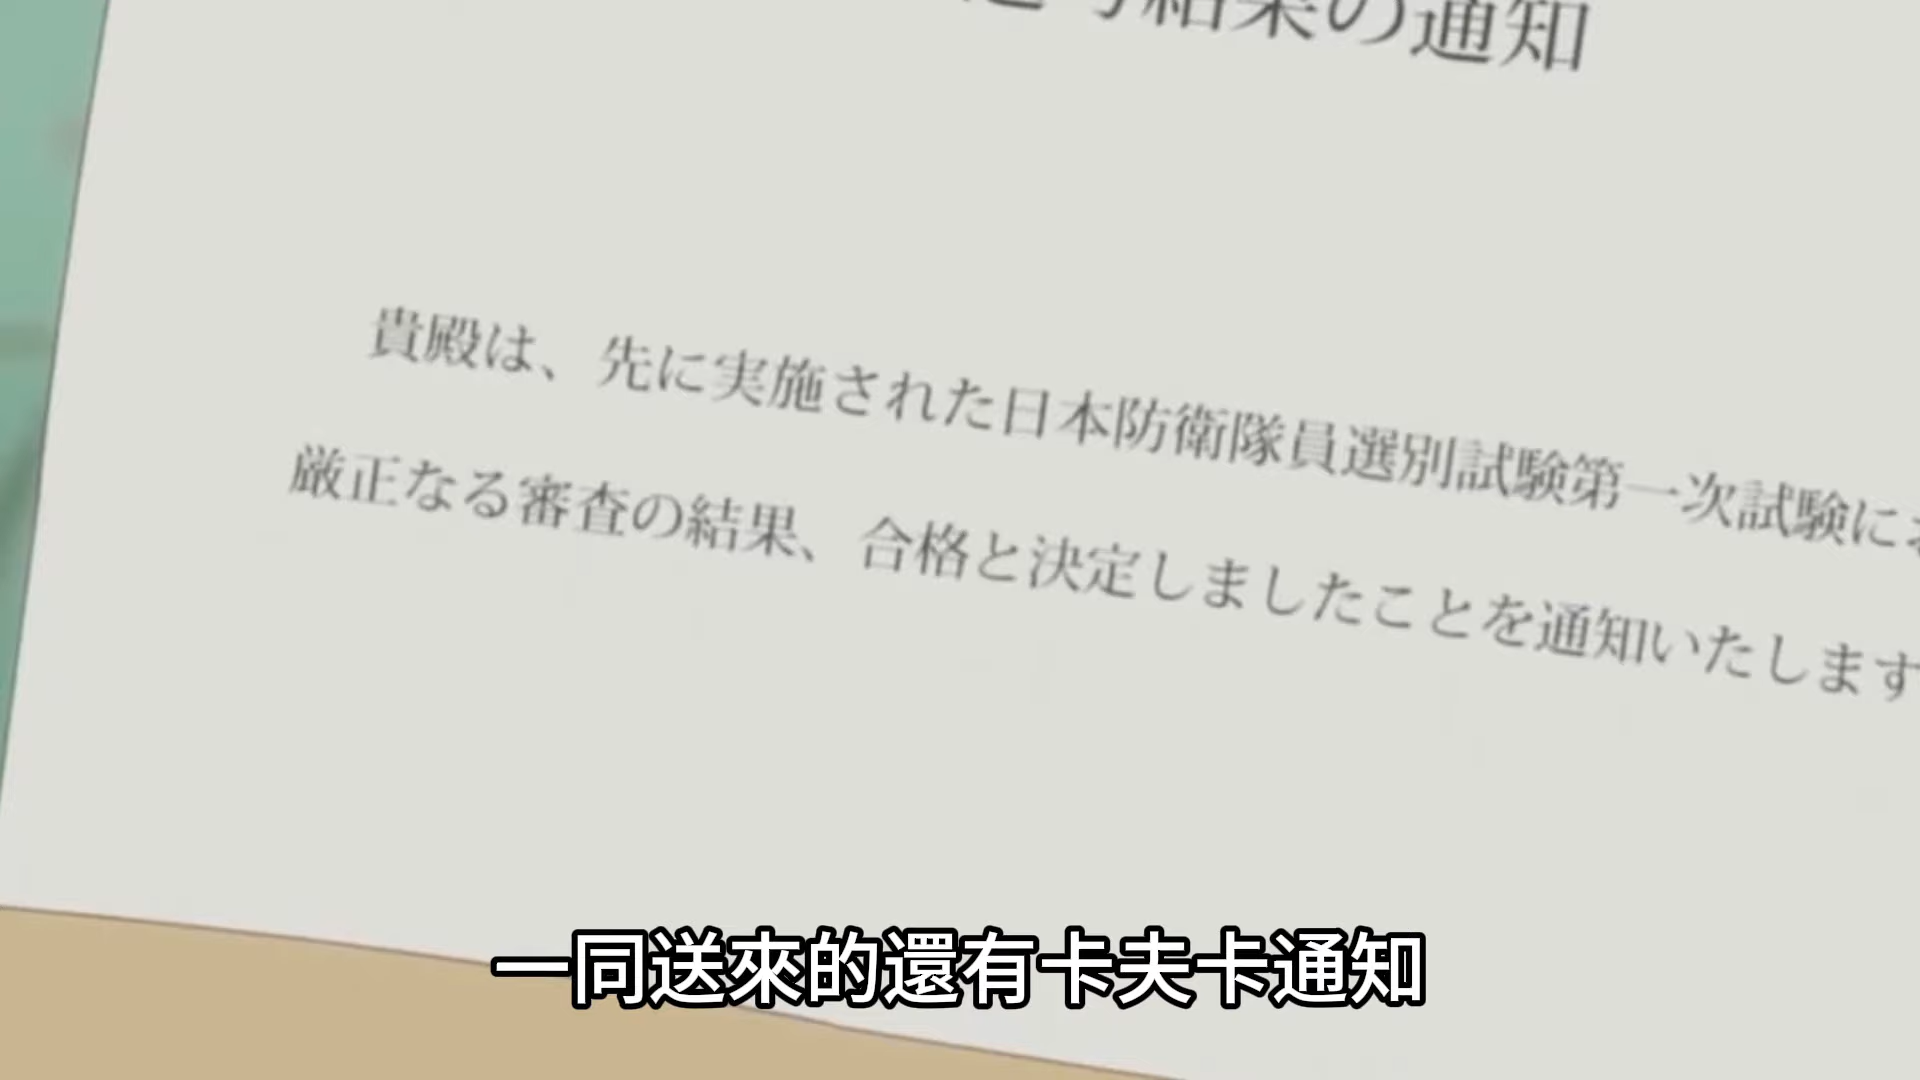 考結果の通知
貴殿は、先に実施された日本防衛隊員選別試験第一次試験に
厳正なる審査の結果、合格と決定しましたことを通知いたします
一同送來的還有卡夫卡通知